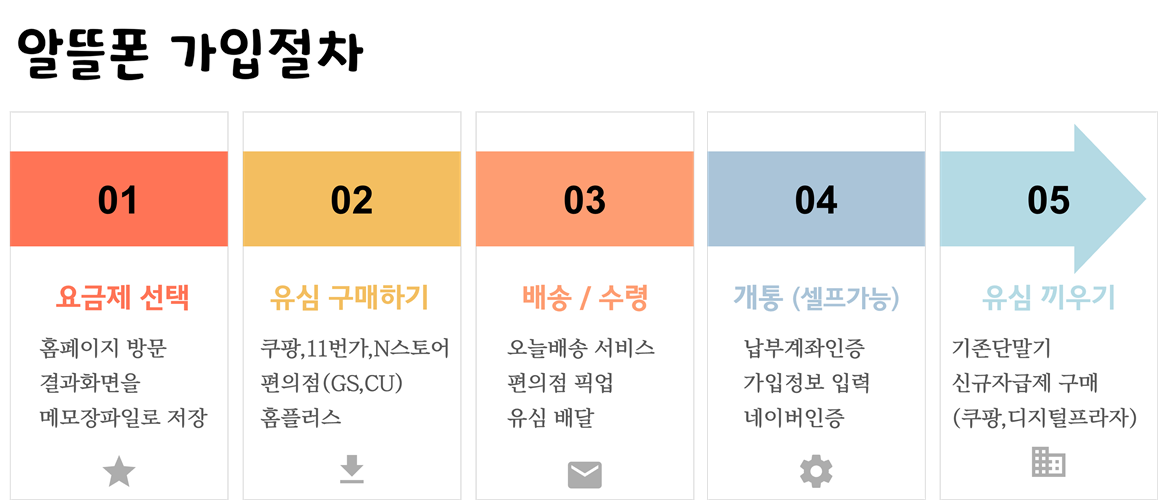 알뜰폰 가입절차
01
요금제 선택
홈페이지 방문
결과화면을
메모장파일로 저장
02
유심 구매하기
쿠팡,11번가,N스토어
편의점(GS,CU)
홈플러스
03
배송 / 수령
오늘배송 서비스
편의점 픽업
유심 배달
04
개통 (셀프가능)
납부계좌인증
가입정보 입력
네이버인증
05
유심 끼우기
기존단말기
신규자급제 구매
(쿠팡,디지털프라자)